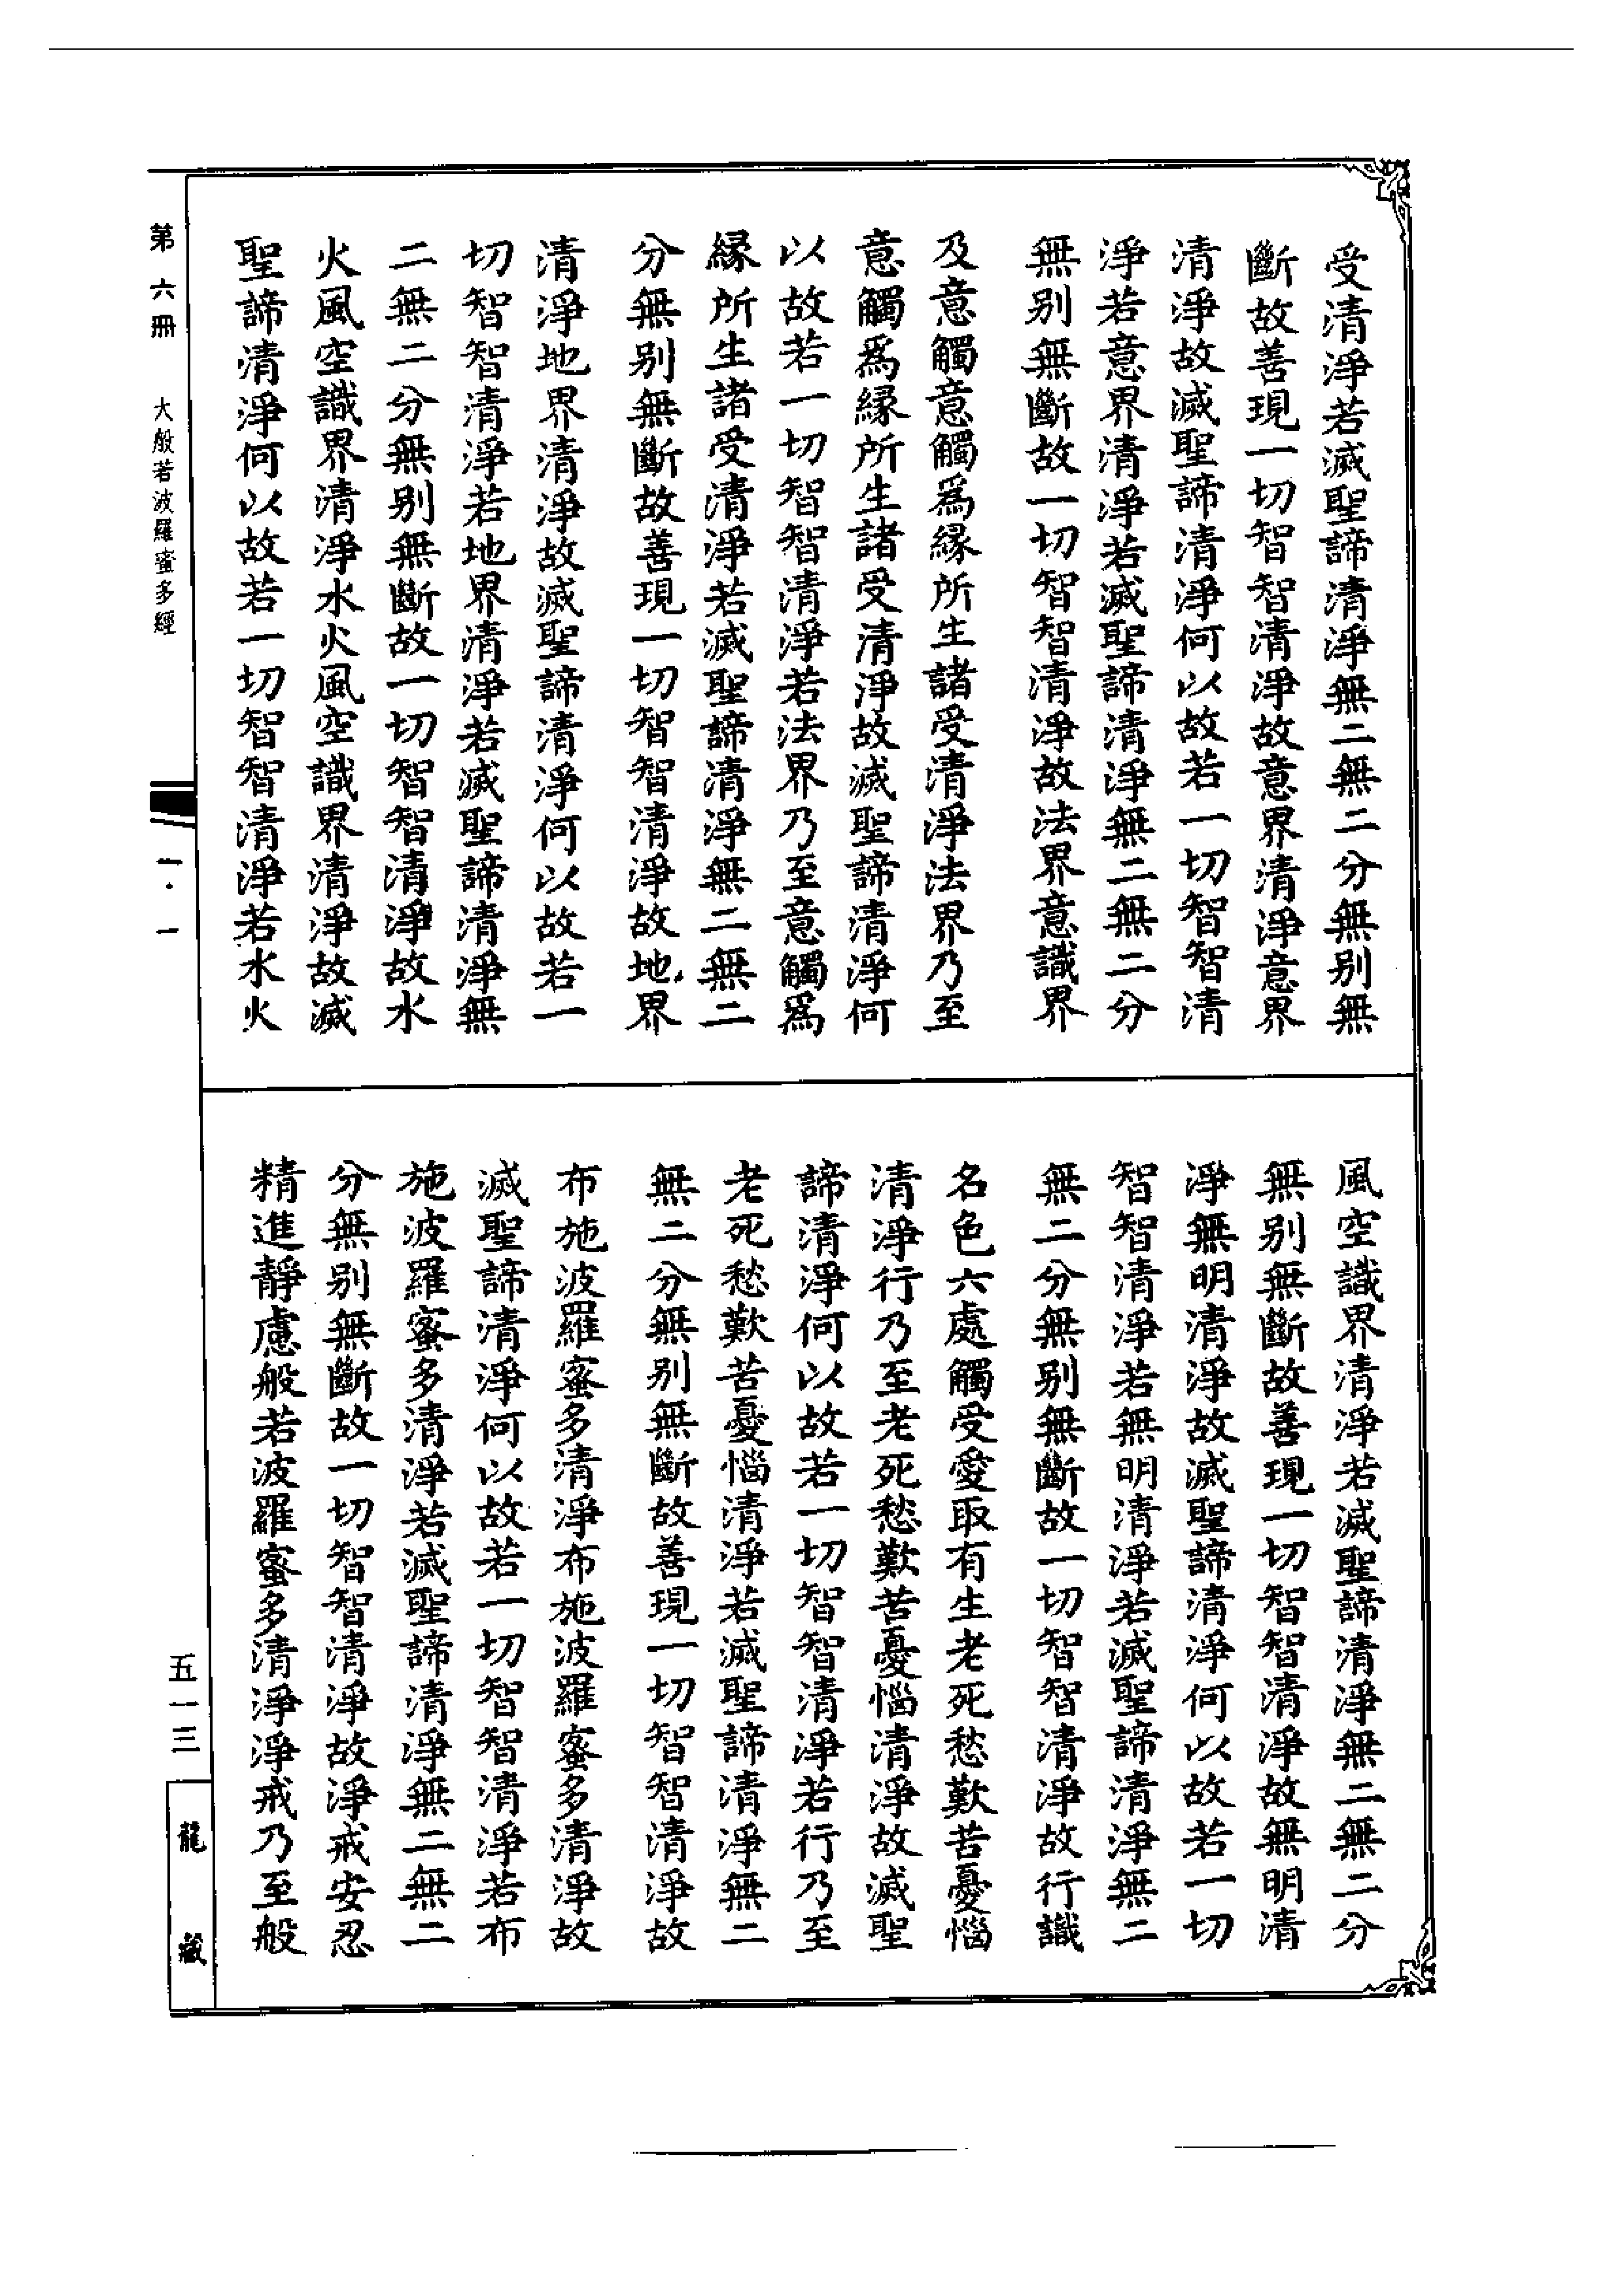 受清淨若滅聖諦清淨無二無二分無別無
斷故善現一切智智清淨故意界清淨意界
清淨故滅聖諦清淨何以故若一切智智清
淨若意界清淨若滅聖諦清淨無二無二分
無別無斷故一切智智清淨故法界意識界
及意觸意觸爲縁所生諸受清淨法界乃至
意觸爲縁所生諸受清淨故滅聖諦清淨何
以故若一切智智清淨若法界乃至意觸爲
縁所生諸受清淨若滅聖諦清淨無二無二
分無別無斷故善現一切智智清淨故地界
清淨地界清淨故滅聖諦清淨何以故若一
切智智清淨若地界清淨若滅聖諦清淨無
二無二分無別無斷故一切智智清淨故水
火風空識界清淨水火風空識界清淨故滅
聖諦清淨何以故若一切智智清淨若水火
風空識界清淨若滅聖諦清淨無二無二分
無別無斷故善現一切智智清淨故無明清
淨無明清淨故滅聖諦清淨何以故若一切
智智清淨若無明清淨若滅聖諦清淨無二
無二分無別無斷故一切智智清淨故行識
名色六處觸受愛取有生老死愁歎苦憂惱
清淨行乃至老死愁歎苦憂惱清淨故滅聖
諦清淨何以故若一切智智清淨若行乃至
老死愁歎苦憂惱清淨若滅聖諦清淨無二
無二分無別無斷故善現一切智智清淨故
布施波羅蜜多清淨布施波羅蜜多清淨故
滅聖諦清淨何以故若一切智智清淨若布
施波羅蜜多清淨若滅聖諦清淨無二無二
分無別無斷故一切智智清淨故淨戒安忍
精進靜慮般若波羅蜜多清淨淨戒乃至般
第六冊 大般若波羅蜜多經 一·一
五一三
龍藏